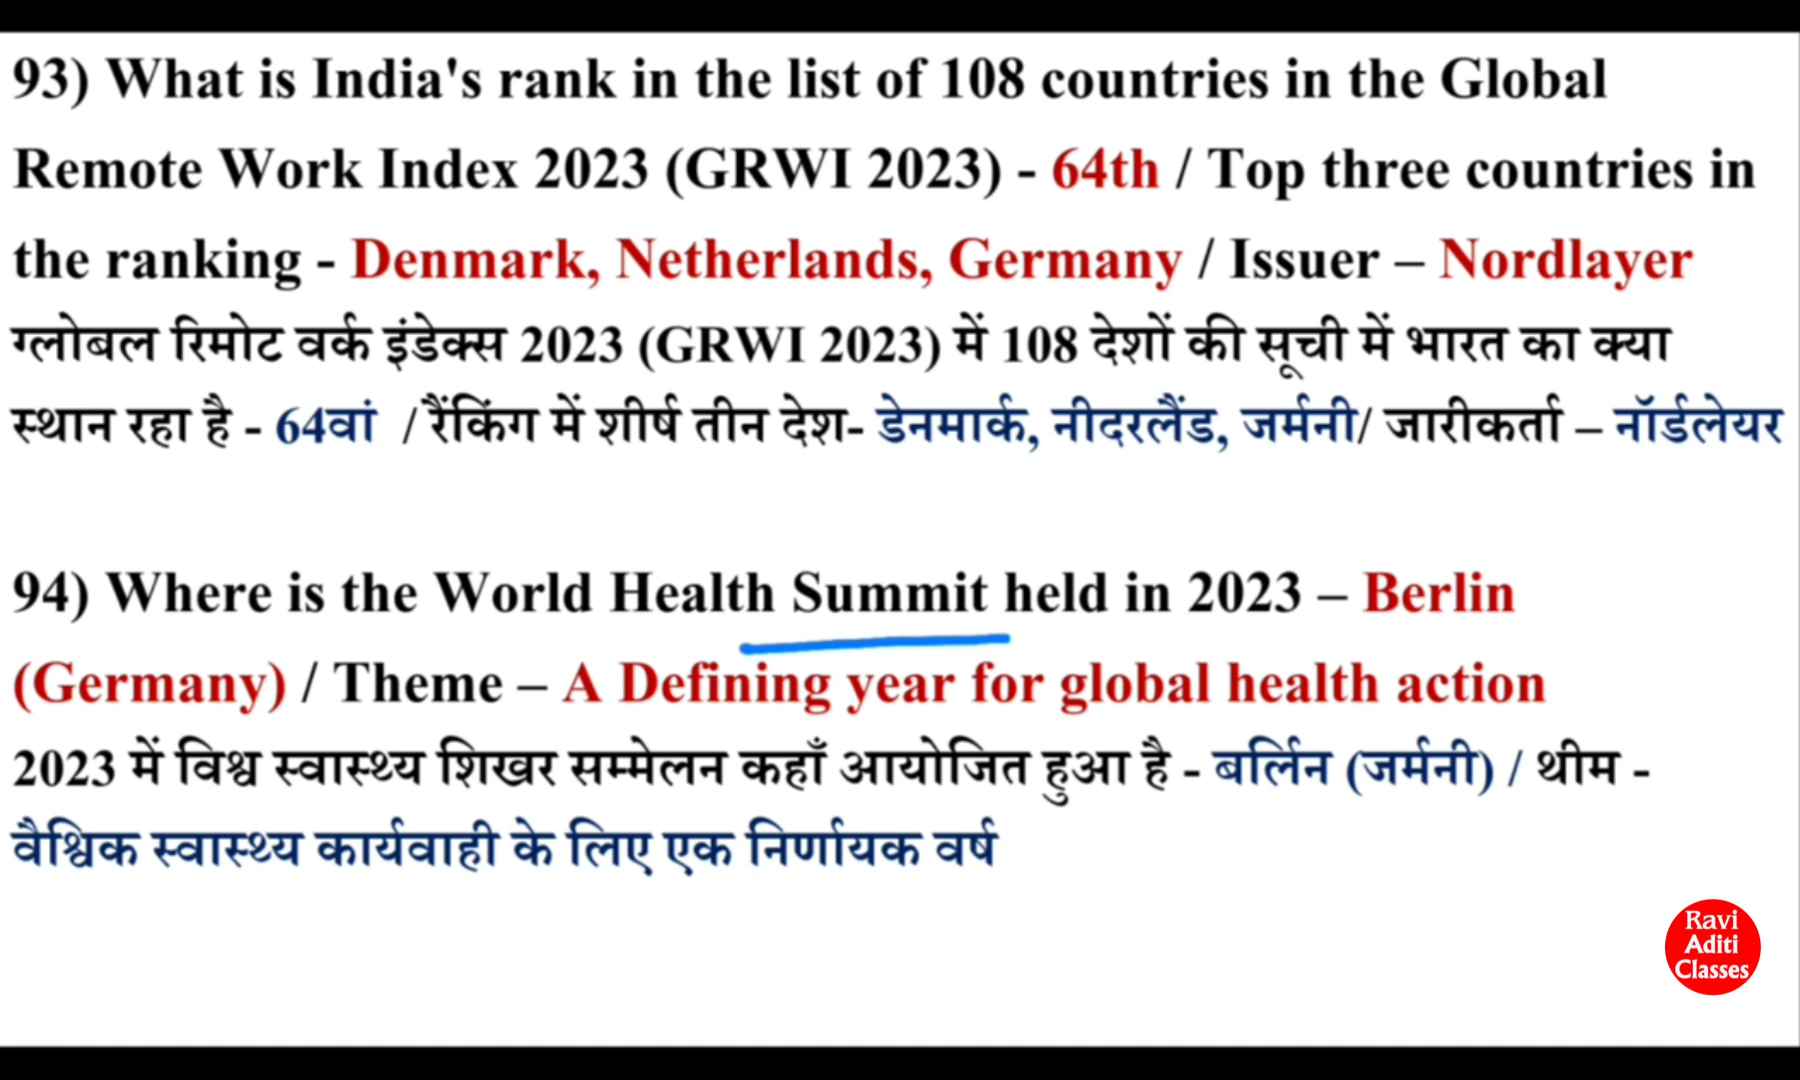 93) What is India's rank in the list of 108 countries in the Global
Remote Work Index 2023 (GRWI 2023) - 64th / Top three countries in
the ranking - Denmark, Netherlands, Germany / Issuer – Nordlayer
ग्लोबल रिमोट वर्क इंडेक्स 2023 (GRWI 2023) में 108 देशों की सूची में भारत का क्या
स्थान रहा है - 64वां / रैंकिंग में शीर्ष तीन देश- डेनमार्क, नीदरलैंड, जर्मनी/ जारीकर्ता – नॉर्डलेयर
94) Where is the World Health Summit held in 2023 – Berlin
(Germany) / Theme – A Defining year for global health action
2023 में विश्व स्वास्थ्य शिखर सम्मेलन कहाँ आयोजित हुआ है - बर्लिन (जर्मनी) / थीम -
वैश्विक स्वास्थ्य कार्यवाही के लिए एक निर्णायक वर्ष
Ravi
Aditi
Classes